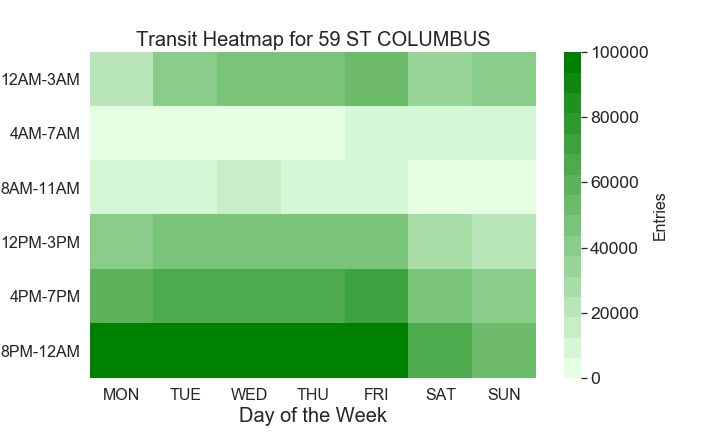 Transit Heatmap for 59 ST COLUMBUS
12AM-3AM
4AM-7AM
8AM-11AM
12PM-3PM
4PM-7PM
8PM-12AM
MON TUE WED THU FRI SAT SUN
Day of the Week
100000
80000
60000
40000
20000
0
Entries